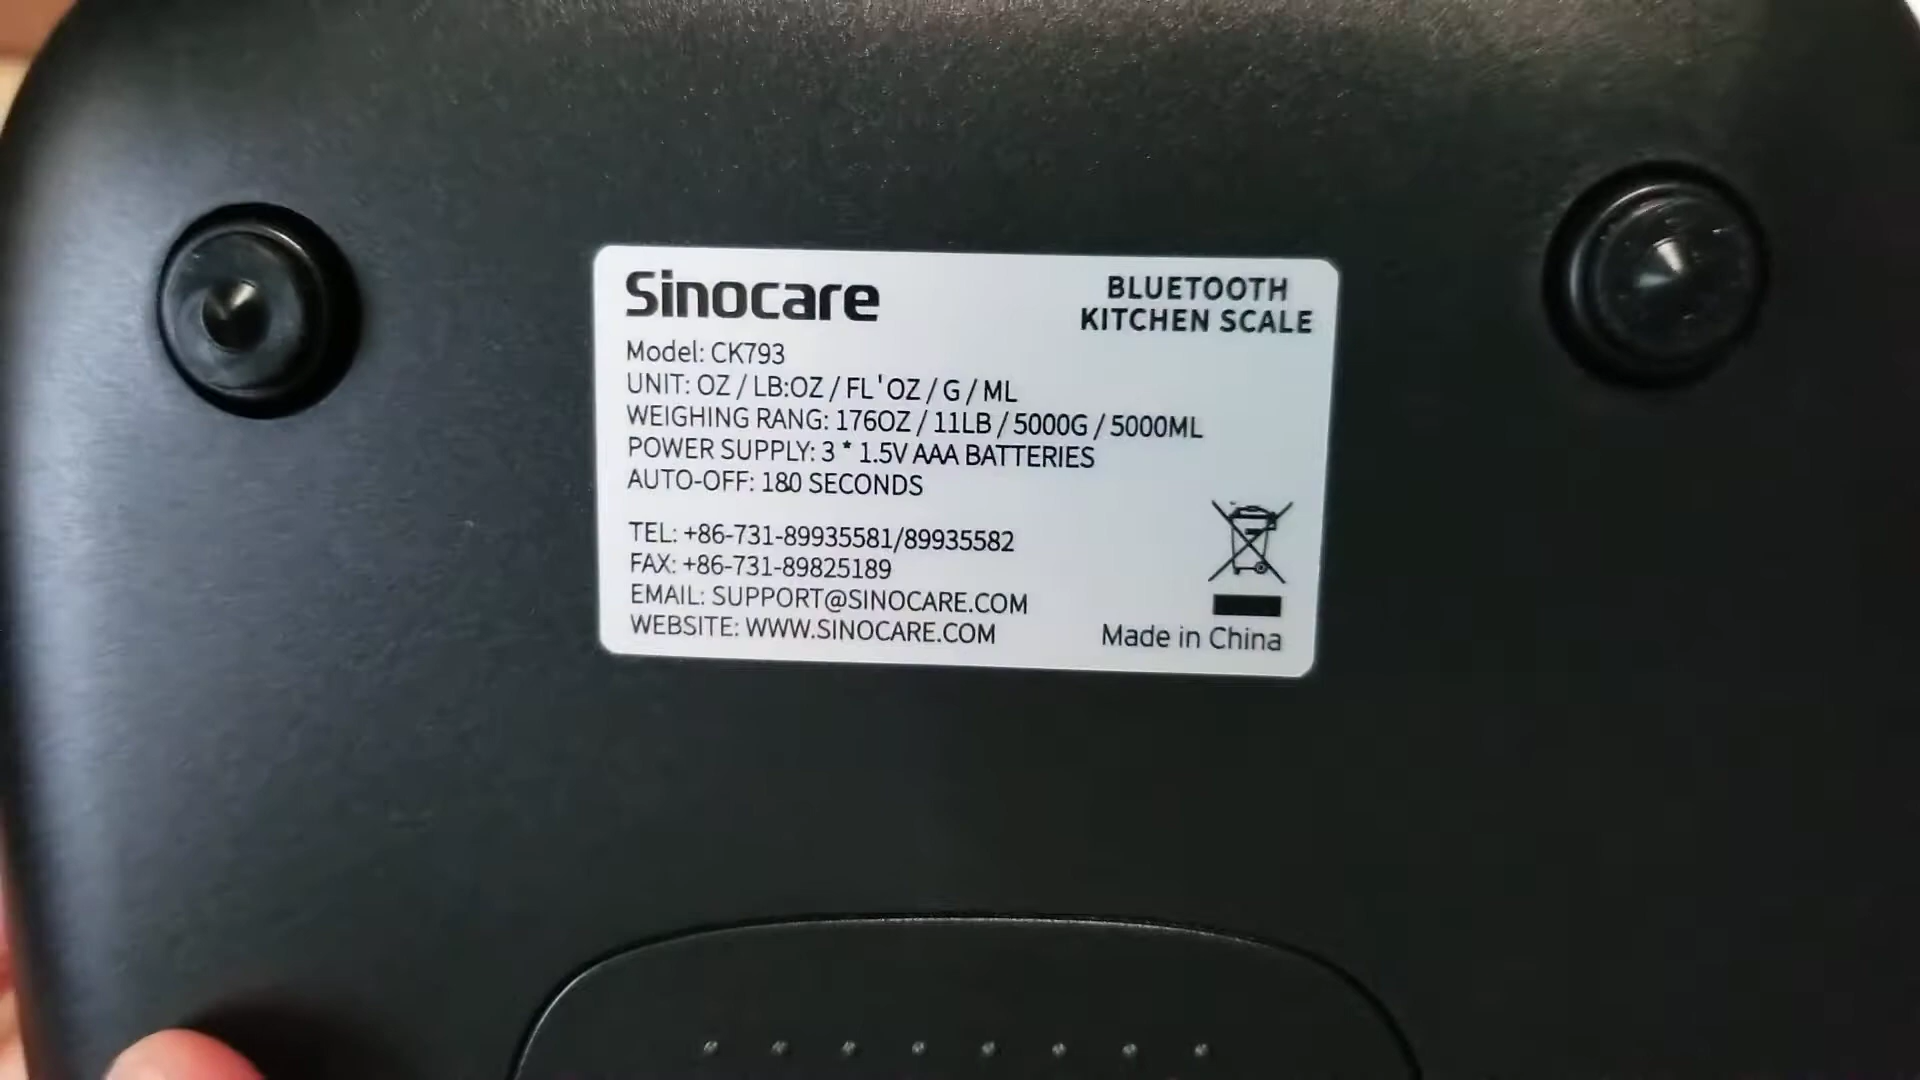 Sinocare
BLUETOOTH
KITCHEN SCALE
Model: CK793
UNIT: OZ / LB:OZ / FL'OZ / G / ML
WEIGHING RANG: 176OZ / 11LB / 5000G / 5000ML
POWER SUPPLY: 3 * 1.5V AAA BATTERIES
AUTO-OFF: 180 SECONDS
TEL: +86-731-89935581/89935582
FAX: +86-731-89825189
EMAIL: SUPPORT@SINOCARE.COM
WEBSITE: WWW.SINOCARE.COM
Made in China